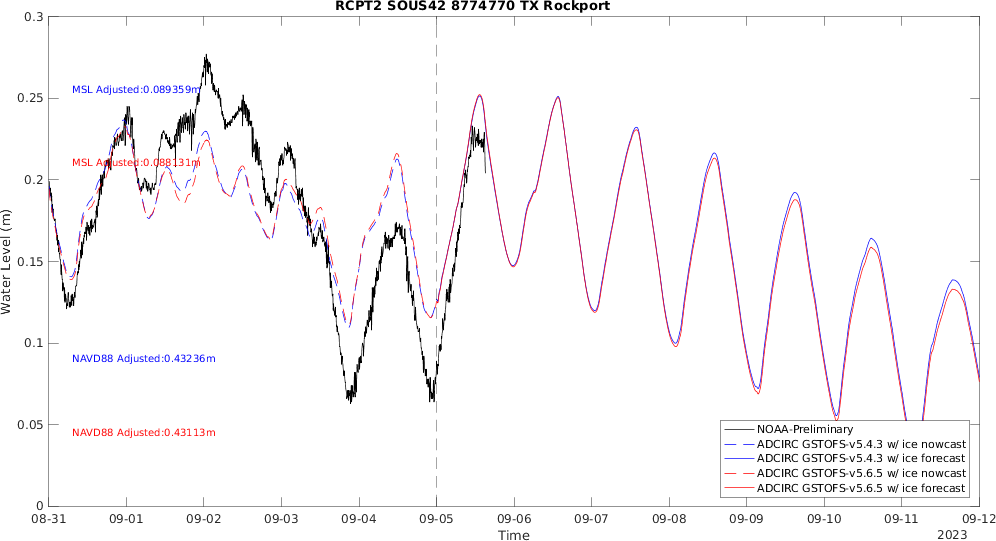 RCPT2 SOUS42 8774770 TX Rockport
0.3
0.25
0.2
0.15
0.1
0.05
0
Water Level (m)
MSL Adjusted:0.089359m
MSL Adjusted:0.088131m
NAVD88 Adjusted:0.43236m
NAVD88 Adjusted:0.43113m
NOAA-Preliminary
ADCIRC GSTOFS-v5.4.3 w/ ice nowcast
ADCIRC GSTOFS-v5.4.3 w/ ice forecast
ADCIRC GSTOFS-v5.6.5 w/ ice nowcast
ADCIRC GSTOFS-v5.6.5 w/ ice forecast
08-31 09-01 09-02 09-03 09-04 09-05 09-06 09-07 09-08 09-09 09-10 09-11 09-12
Time
2023